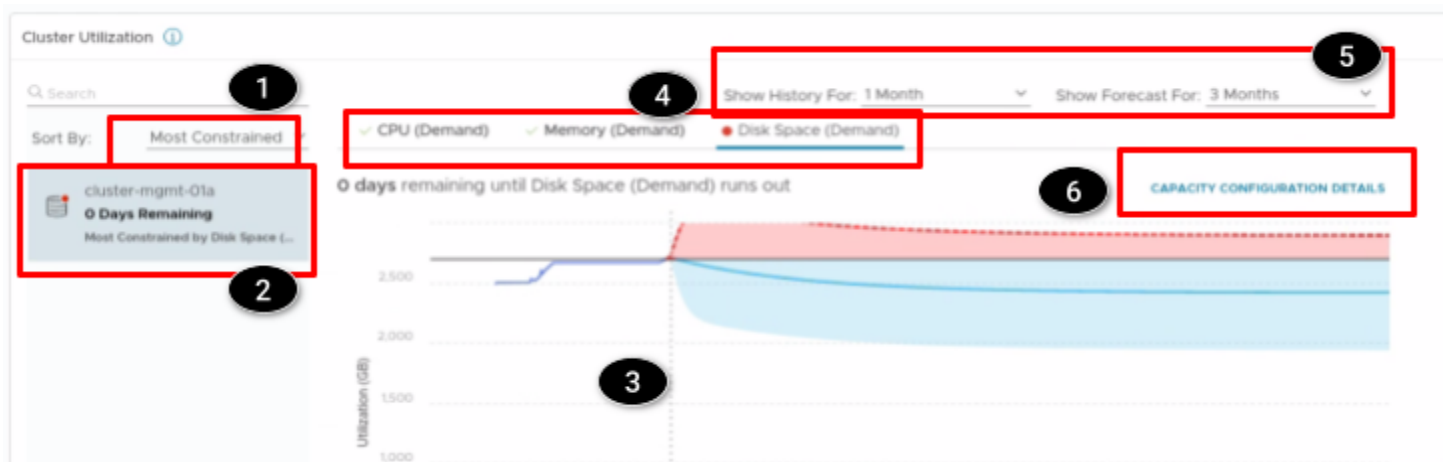 Cluster Utilization
Search
1
Sort By: Most Constrained
cluster-mgmt-01a
0 Days Remaining
Most Constrained by Disk Space (...
2
4
5
Show History For: 1 Month
Show Forecast For: 3 Months
CPU (Demand) Memory (Demand) Disk Space (Demand)
0 days remaining until Disk Space (Demand) runs out
6
CAPACITY CONFIGURATION DETAILS
2,500
2,000
3
1,500
1,000
Utilization (GB)